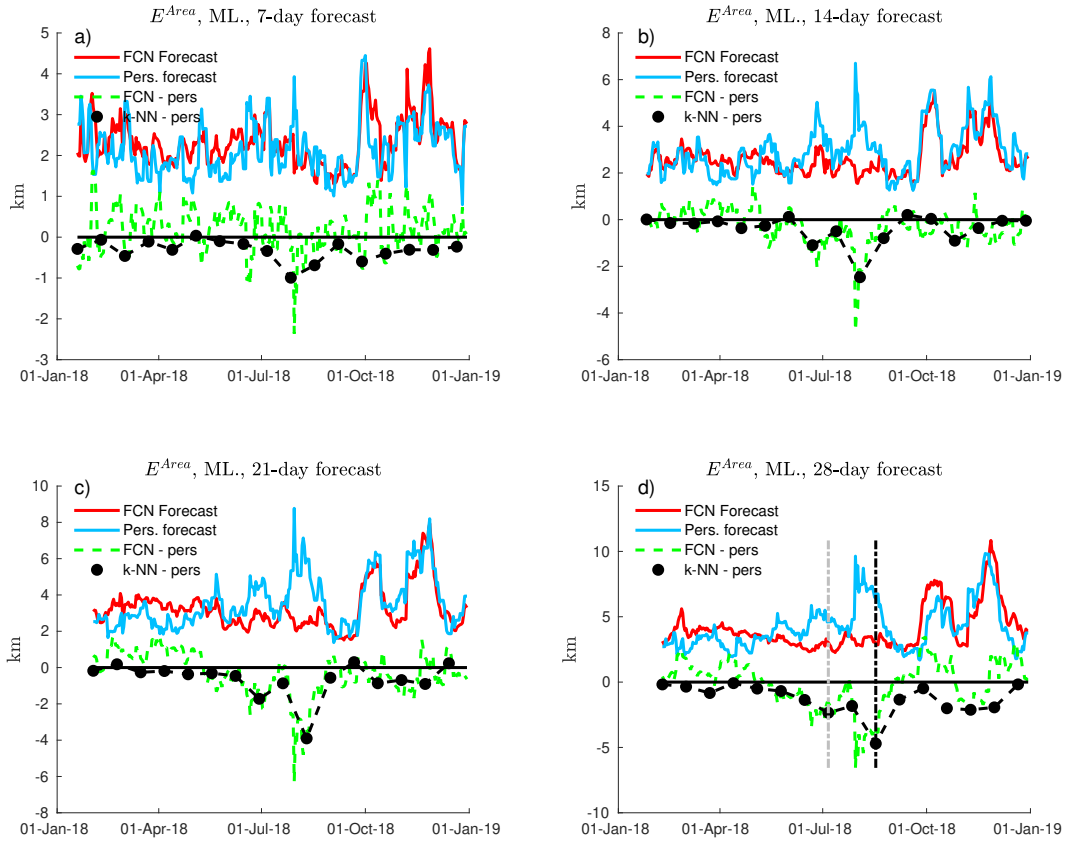 E^Area, ML., 7-day forecast
a)
FCN Forecast
Pers. forecast
FCN - pers
k-NN - pers
km
5
4
3
2
1
0
-1
-2
-3
01-Jan-18 01-Apr-18 01-Jul-18 01-Oct-18 01-Jan-19
E^Area, ML., 14-day forecast
b)
FCN Forecast
Pers. forecast
FCN - pers
k-NN - pers
8
6
4
2
0
-2
-4
-6
01-Jan-18 01-Apr-18 01-Jul-18 01-Oct-18 01-Jan-19
E^Area, ML., 21-day forecast
c)
FCN Forecast
Pers. forecast
FCN - pers
k-NN - pers
km
10
8
6
4
2
0
-2
-4
-6
-8
01-Jan-18 01-Apr-18 01-Jul-18 01-Oct-18 01-Jan-19
E^Area, ML., 28-day forecast
d)
FCN Forecast
Pers. forecast
FCN - pers
k-NN - pers
km
15
10
5
0
-5
-10
01-Jan-18 01-Apr-18 01-Jul-18 01-Oct-18 01-Jan-19